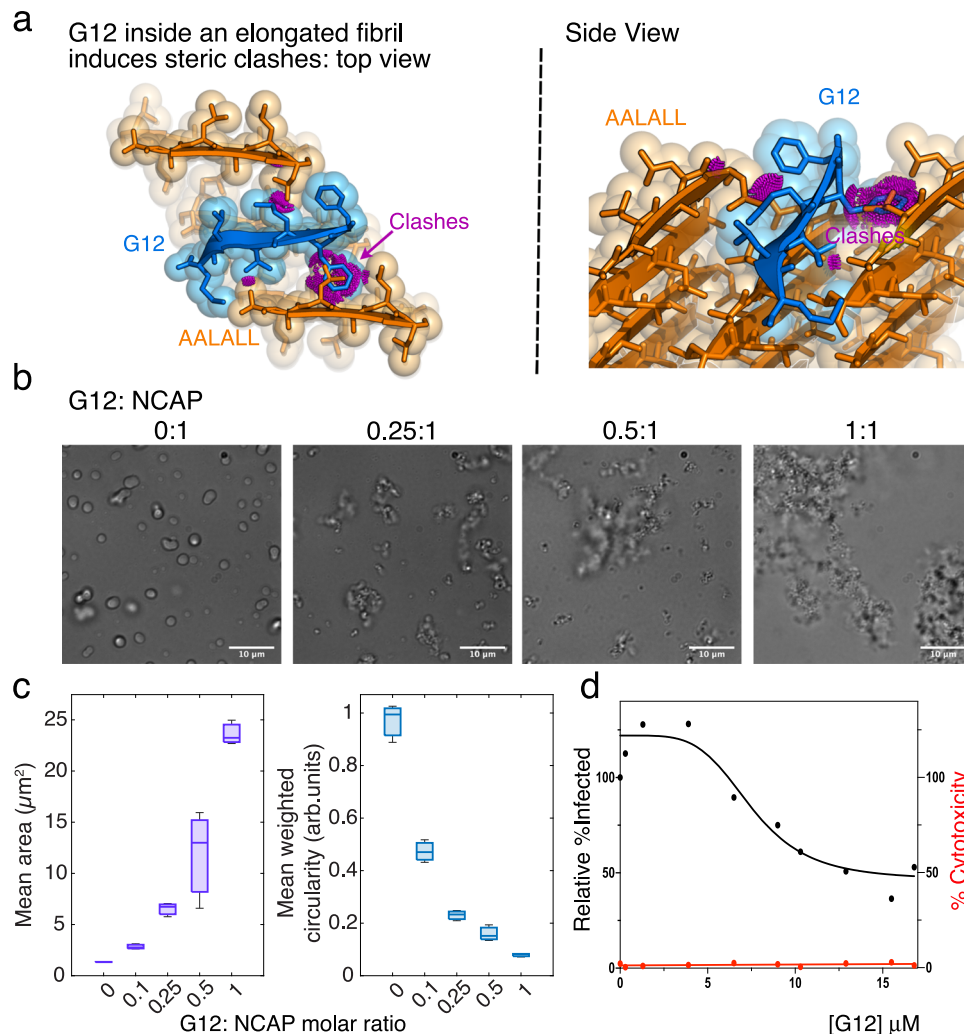 a
G12 inside an elongated fibril
induces steric clashes: top view
Side View
G12
AALALL
Clashes
G12
AALALL
Clashes
b
G12: NCAP
0:1
0.25:1
0.5:1
1:1
10 μm
10 μm
10 μm
10 μm
c
Mean area (μm²)
25
20
15
10
5
0
0
0.1
0.25
0.5
1
Mean weighted
circularity (arb.units)
1
0.8
0.6
0.4
0.2
0
0
0.1
0.25
0.5
1
G12: NCAP molar ratio
d
Relative %Infected
100
50
0
% Cytotoxicity
100
50
0
0
5
10
15
[G12] μM